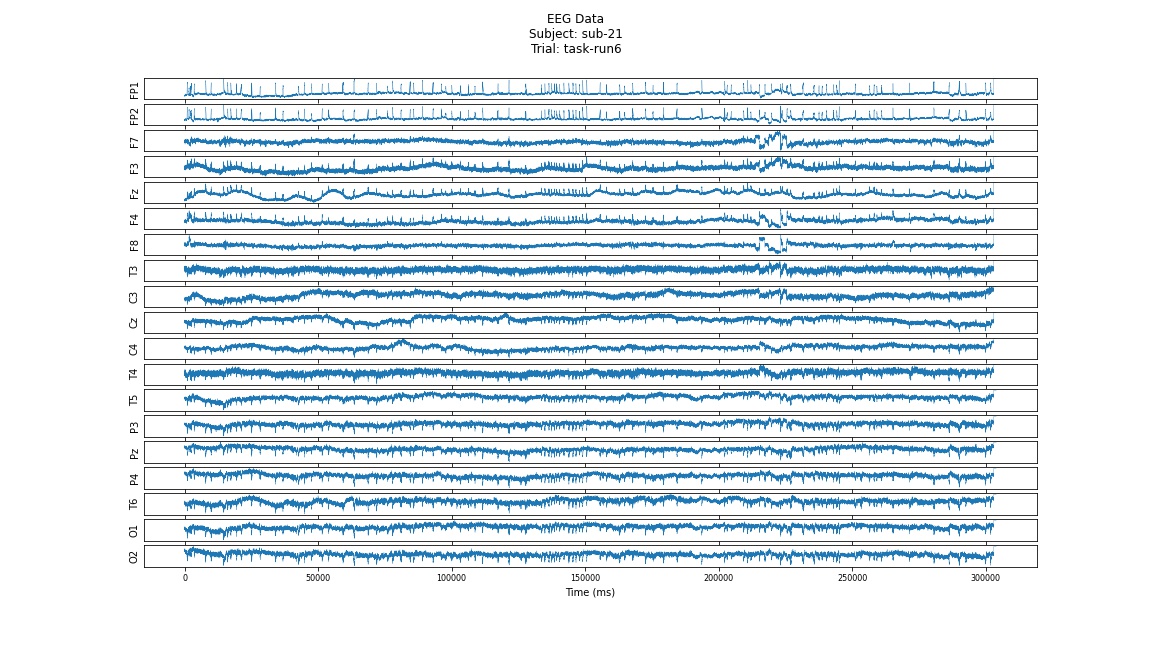 EEG Data
Subject: sub-21
Trial: task-run6
FP1
FP2
F7
F3
Fz
F4
F8
T3
C3
Cz
C4
T4
T5
P3
Pz
P4
T6
O1
O2
0 50000 100000 150000 200000 250000 300000
Time (ms)